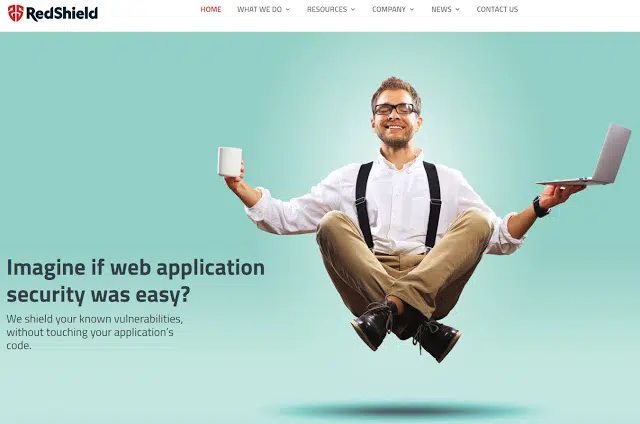 RedShield
HOME WHAT WE DO RESOURCES COMPANY NEWS CONTACT US
Imagine if web application
security was easy?
We shield your known vulnerabilities,
without touching your application's
code.